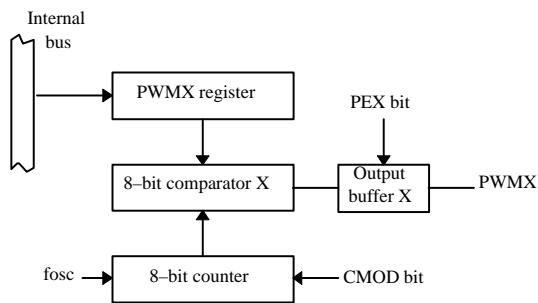 Internal
bus
PWMX register
PEX bit
8–bit comparator X
Output
buffer X
PWMX
fosc
8–bit counter
CMOD bit